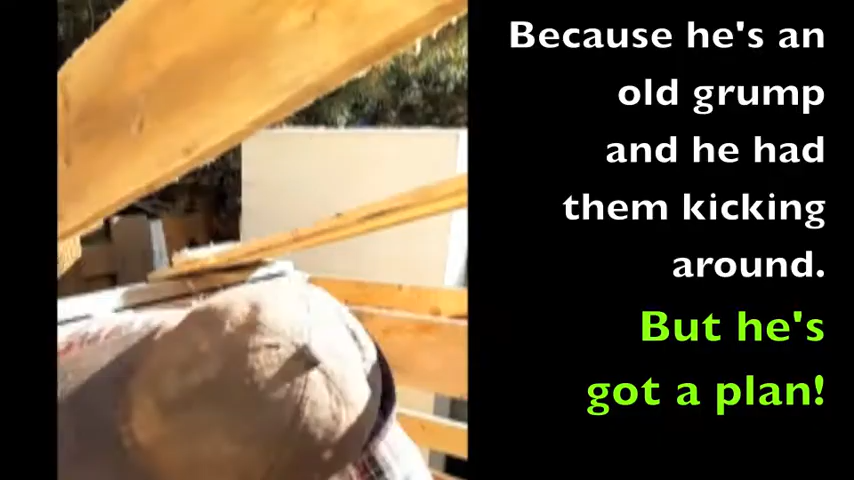 Because he's an
old grump
and he had
them kicking
around.
But he's
got a plan!